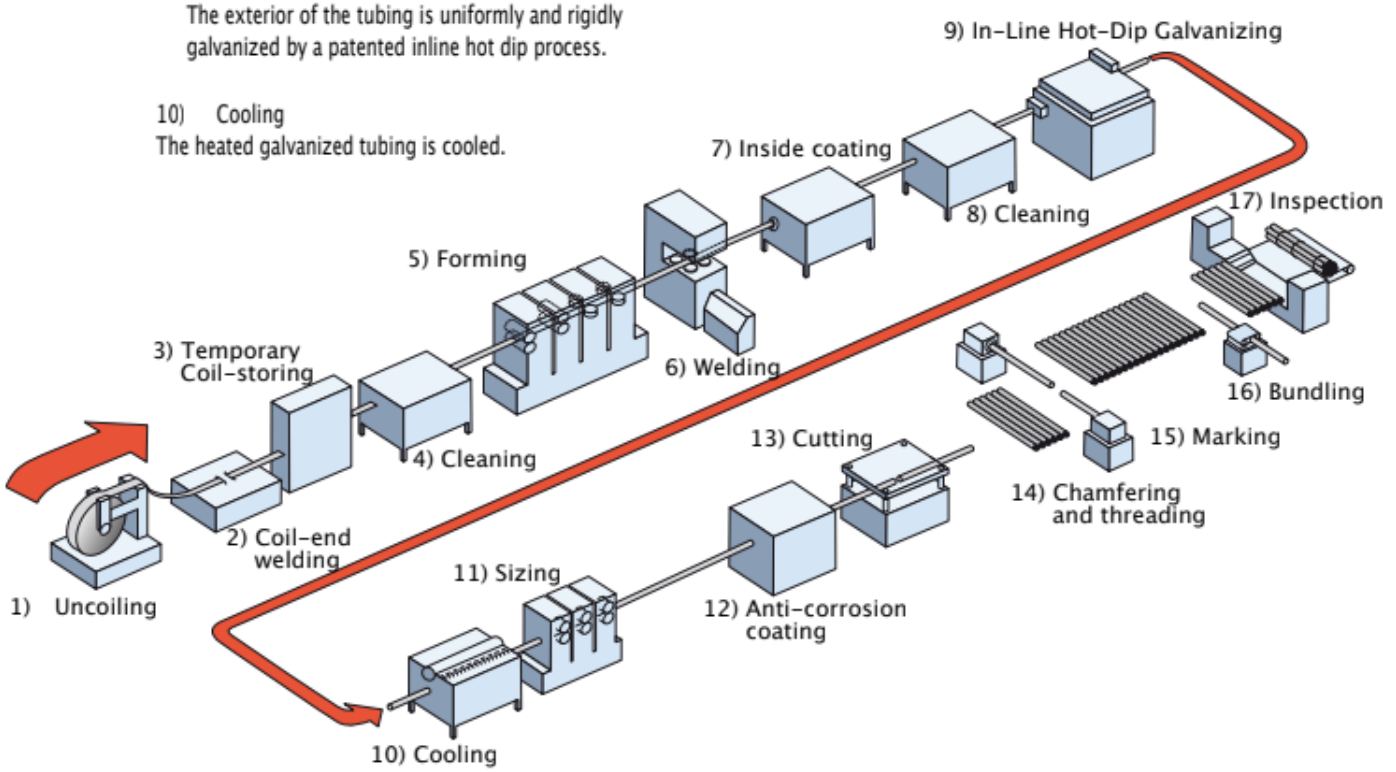 The exterior of the tubing is uniformly and rigidly
galvanized by a patented inline hot dip process.
10) Cooling
The heated galvanized tubing is cooled.
9) In-Line Hot-Dip Galvanizing
7) Inside coating
8) Cleaning
17) Inspection
5) Forming
6) Welding
3) Temporary
Coil-storing
4) Cleaning
16) Bundling
13) Cutting
15) Marking
14) Chamfering
and threading
2) Coil-end
welding
1) Uncoiling
11) Sizing
12) Anti-corrosion
coating
10) Cooling